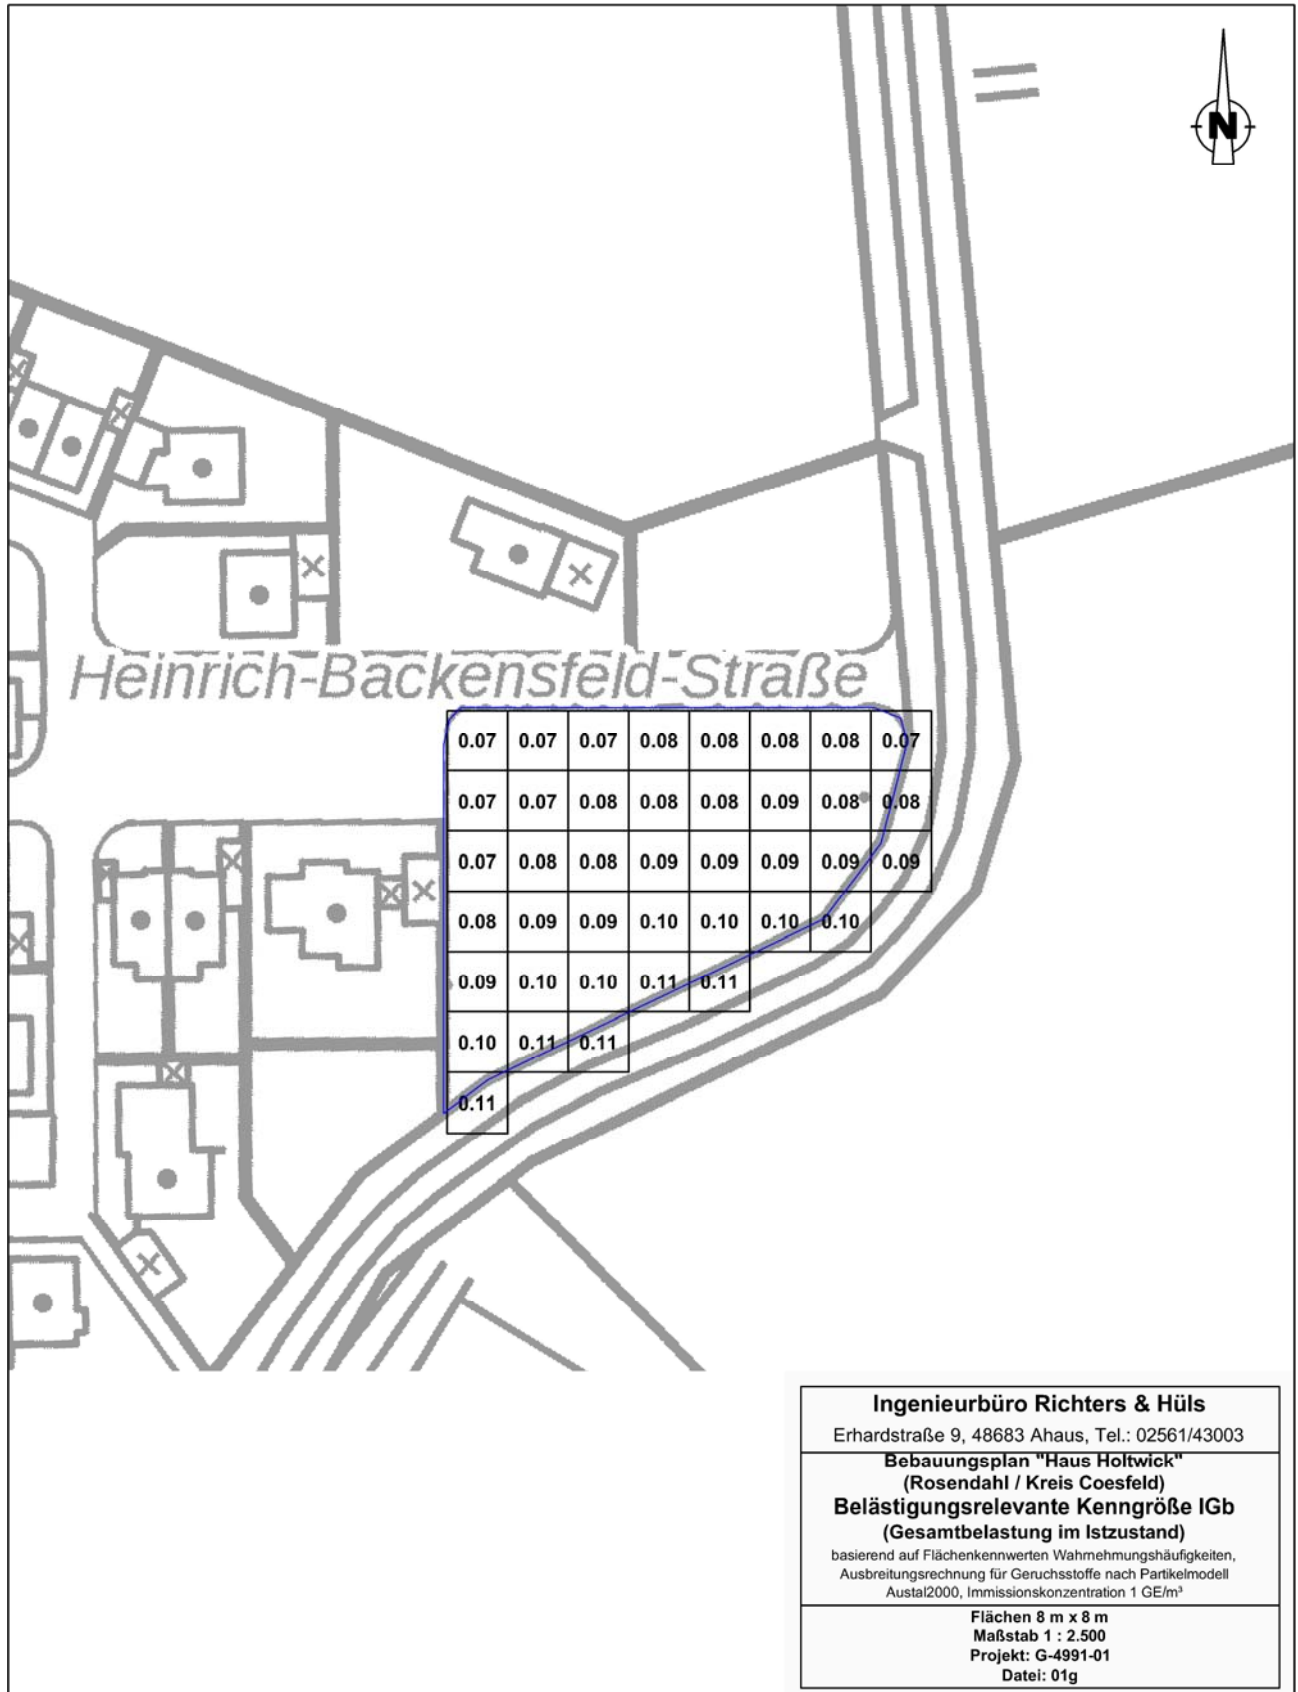 N
Heinrich-Backensfeld-Straße
0.07 0.07 0.07 0.08 0.08 0.08 0.08 0.07
0.07 0.07 0.08 0.08 0.08 0.09 0.08 0.08
0.07 0.08 0.08 0.09 0.09 0.09 0.09 0.09
0.08 0.09 0.09 0.10 0.10 0.10 0.10
0.09 0.10 0.10 0.11 0.11
0.10 0.11 0.11
0.11
Ingenieurbüro Richters & Hüls
Erhardstraße 9, 48683 Ahaus, Tel.: 02561/43003
Bebauungsplan "Haus Holtwick"
(Rosendahl / Kreis Coesfeld)
Belästigungsrelevante Kenngröße IGb
(Gesamtbelastung im Istzustand)
basierend auf Flächenkennwerten Wahrnehmungshäufigkeiten,
Ausbreitungsrechnung für Geruchsstoffe nach Partikelmodell
Austal2000, Immissionskonzentration 1 GE/m³
Flächen 8 m x 8 m
Maßstab 1 : 2.500
Projekt: G-4991-01
Datei: 01g